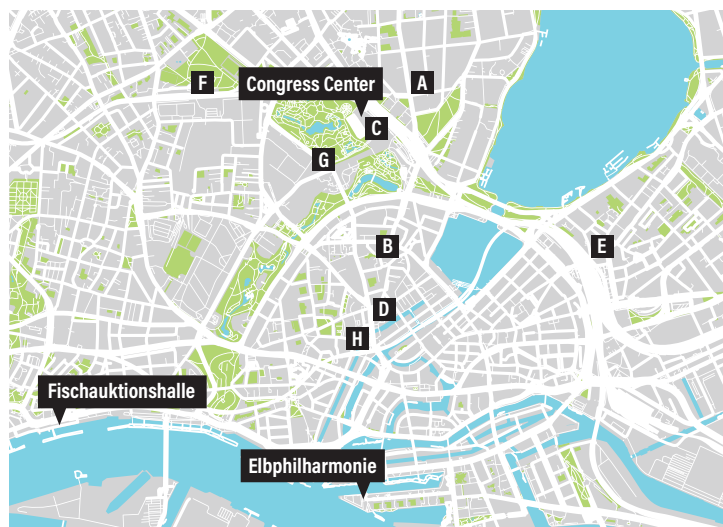 F
A
Congress Center
C
G
B
E
D
H
Fischauktionshalle
Elbphilharmonie